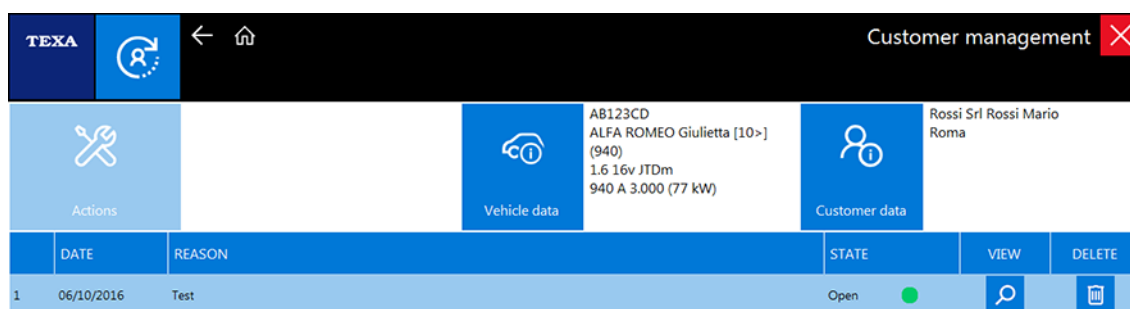 TEXA
Customer management
Actions
Vehicle data
AB123CD
ALFA ROMEO Giulietta [10>]
(940)
1.6 16v JTDm
940 A 3.000 (77 kW)
Customer data
Rossi Srl Rossi Mario
Roma
DATE REASON STATE VIEW DELETE
1 06/10/2016 Test Open